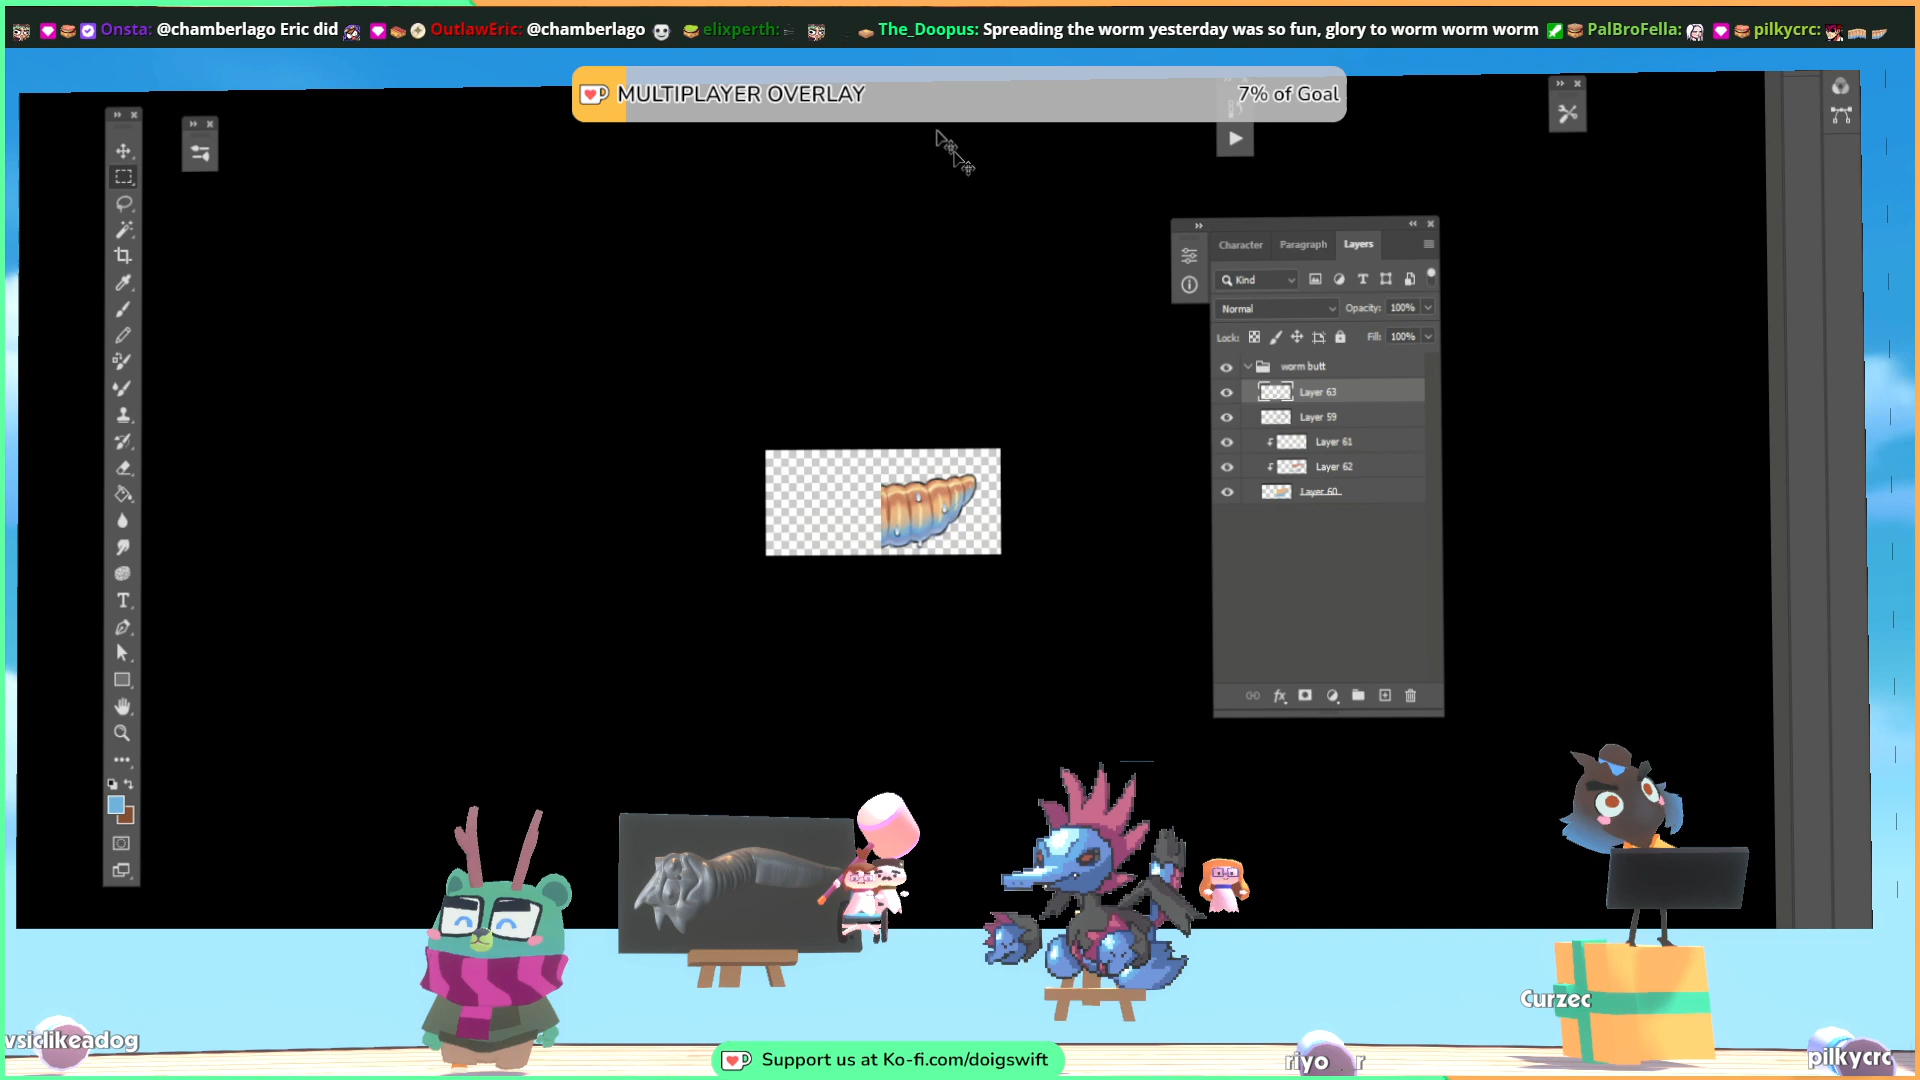 Onsta: @chamberlago Eric did OutlawEric: @chamberlago elixperth: The_Doopus: Spreading the worm yesterday was so fun, glory to worm worm worm PalBroFella: pilkycrc:
MULTIPLAYER OVERLAY 7% of Goal
Character Paragraph Layers
Kind
Normal Opacity: 100%
Lock: Fill: 100%
worm butt
Layer 63
Layer 59
Layer 61
Layer 62
Layer 60
Curzec
vsiclikeadog
riyo r
pilkycrc
Support us at Ko-fi.com/doigswift